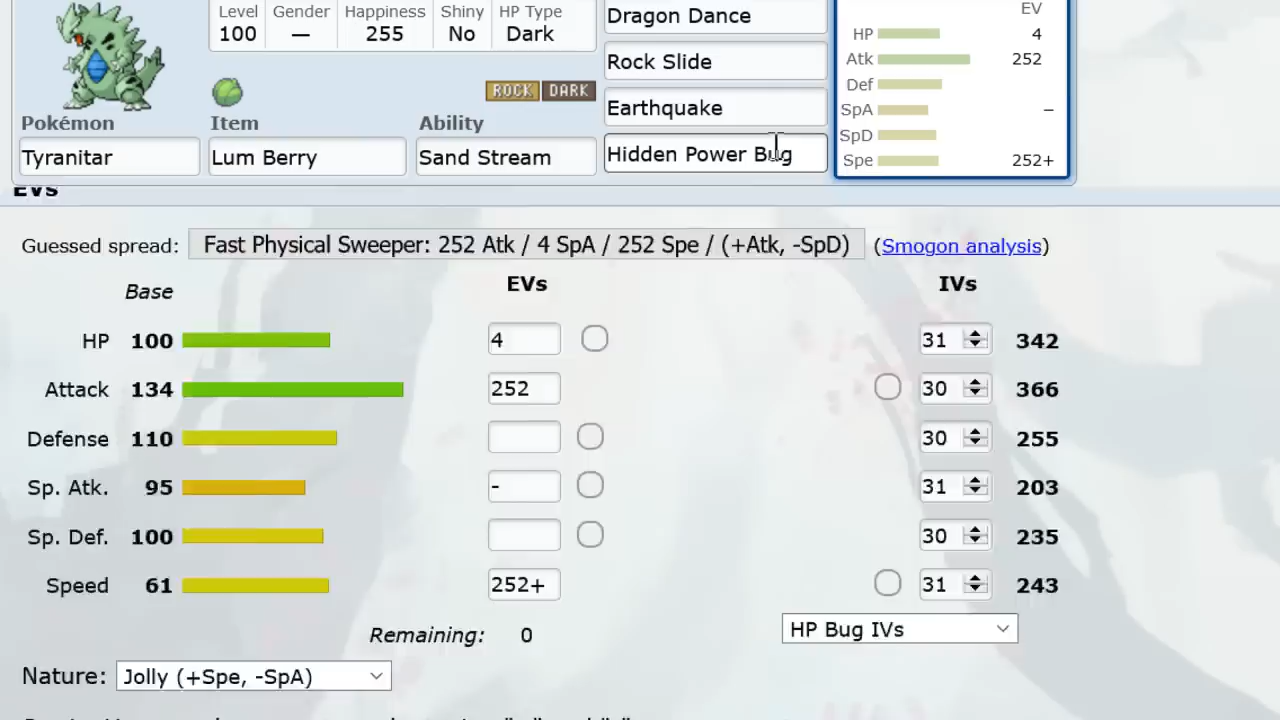 Level Gender Happiness Shiny HP Type
100 — 255 No Dark
Dragon Dance
Rock Slide
Earthquake
Hidden Power Bug
ROCK DARK
Pokémon Item Ability
Tyranitar Lum Berry Sand Stream
EV
HP 4
Atk 252
Def
SpA –
SpD
Spe 252+
EVs
Guessed spread: Fast Physical Sweeper: 252 Atk / 4 SpA / 252 Spe / (+Atk, -SpD) (Smogon analysis)
Base EVs IVs
HP 100 4 31 342
Attack 134 252 30 366
Defense 110 30 255
Sp. Atk. 95 - 31 203
Sp. Def. 100 30 235
Speed 61 252+ 31 243
Remaining: 0
HP Bug IVs
Nature: Jolly (+Spe, -SpA)